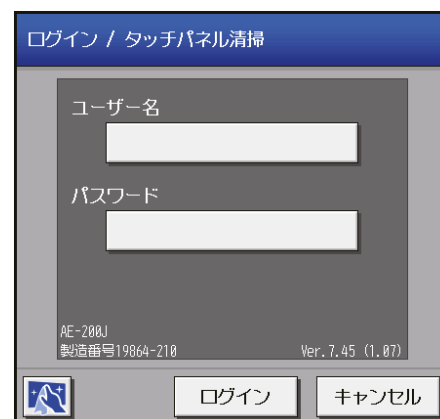 ログイン / タッチパネル清掃
ユーザー名
パスワード
AE-200J
製造番号19864-210 Ver.7.45 (1.07)
ログイン キャンセル